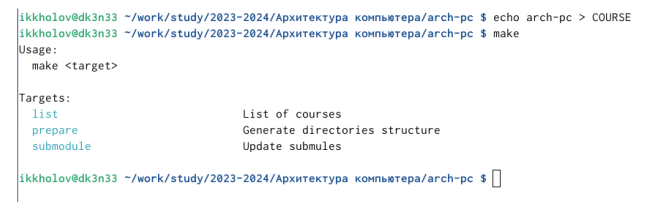 ikkholov@dk3n33 ~/work/study/2023-2024/Архитектура компьютера/arch-pc $ echo arch-pc > COURSE
ikkholov@dk3n33 ~/work/study/2023-2024/Архитектура компьютера/arch-pc $ make
Usage:
  make <target>

Targets:
  list                           List of courses
  prepare                        Generate directories structure
  submodule                      Update submules

ikkholov@dk3n33 ~/work/study/2023-2024/Архитектура компьютера/arch-pc $